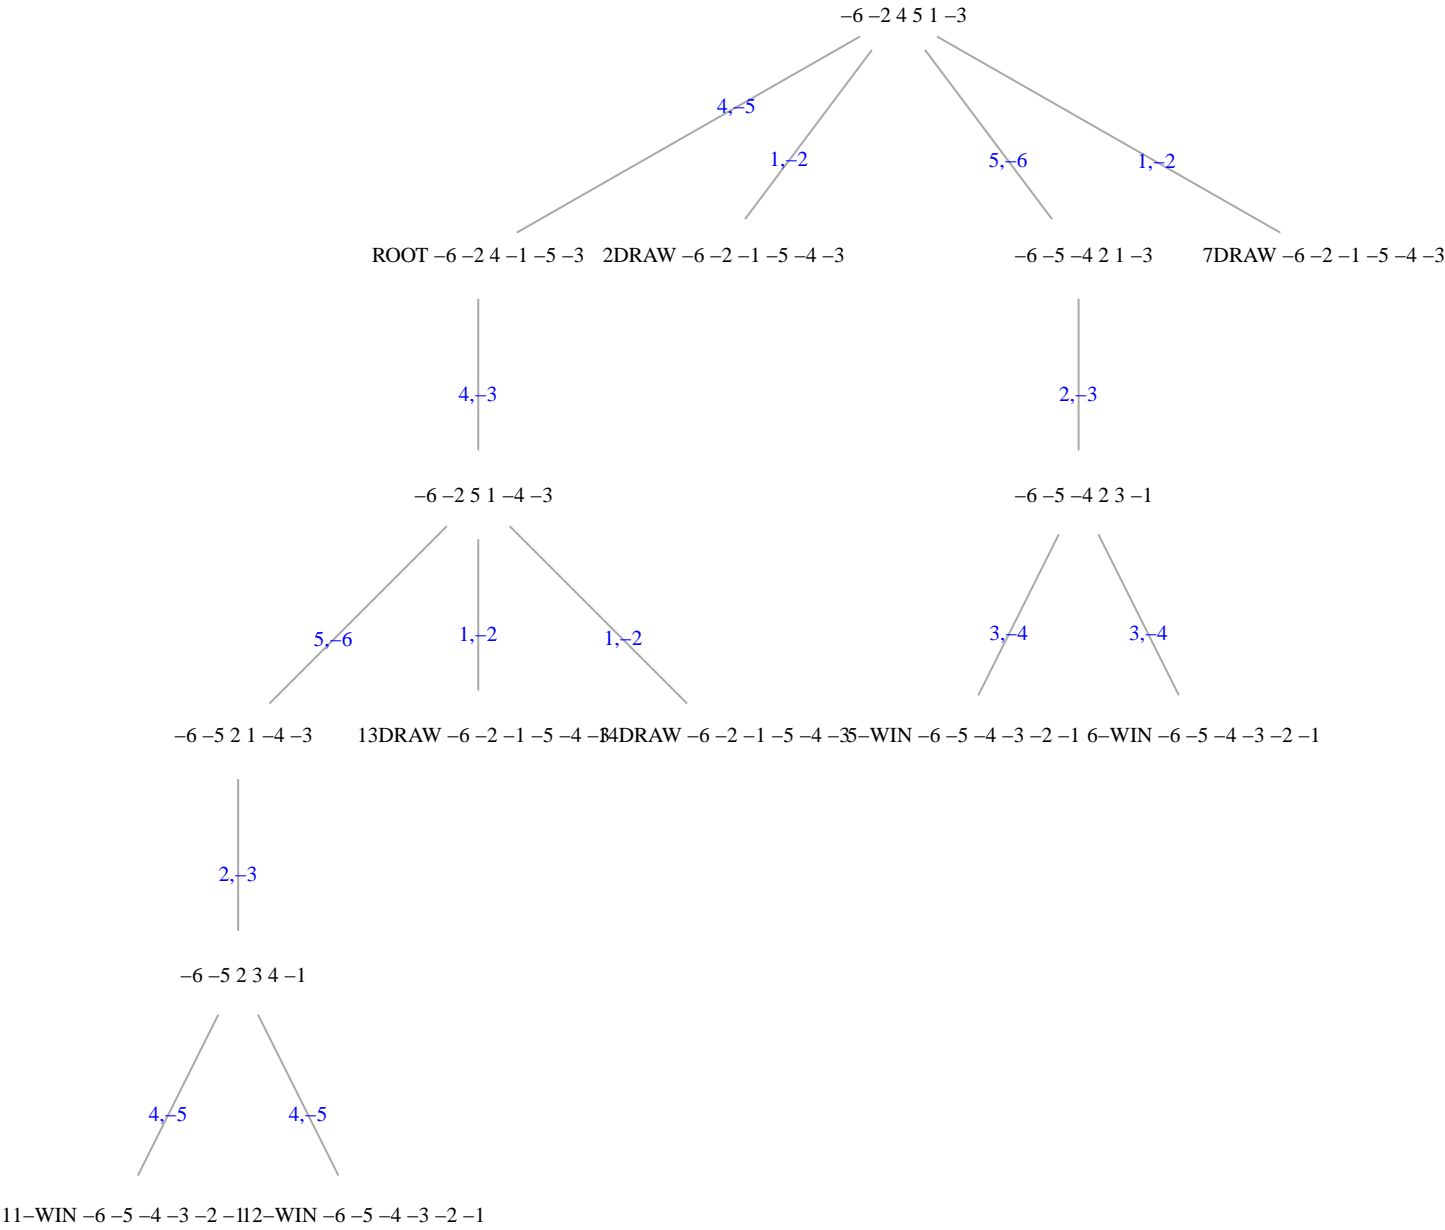 –6 –2 4 5 1 –3
4,–5
1,–2
5,–6
1,–2
ROOT –6 –2 4 –1 –5 –3
2DRAW –6 –2 –1 –5 –4 –3
–6 –5 –4 2 1 –3
7DRAW –6 –2 –1 –5 –4 –3
4,–3
2,–3
–6 –2 5 1 –4 –3
–6 –5 –4 2 3 –1
5,–6
1,–2
1,–2
3,–4
3,–4
–6 –5 2 1 –4 –3
13DRAW –6 –2 –1 –5 –4 –3
14DRAW –6 –2 –1 –5 –4 –3
5–WIN –6 –5 –4 –3 –2 –1
6–WIN –6 –5 –4 –3 –2 –1
2,–3
–6 –5 2 3 4 –1
4,–5
4,–5
11–WIN –6 –5 –4 –3 –2 –1
12–WIN –6 –5 –4 –3 –2 –1